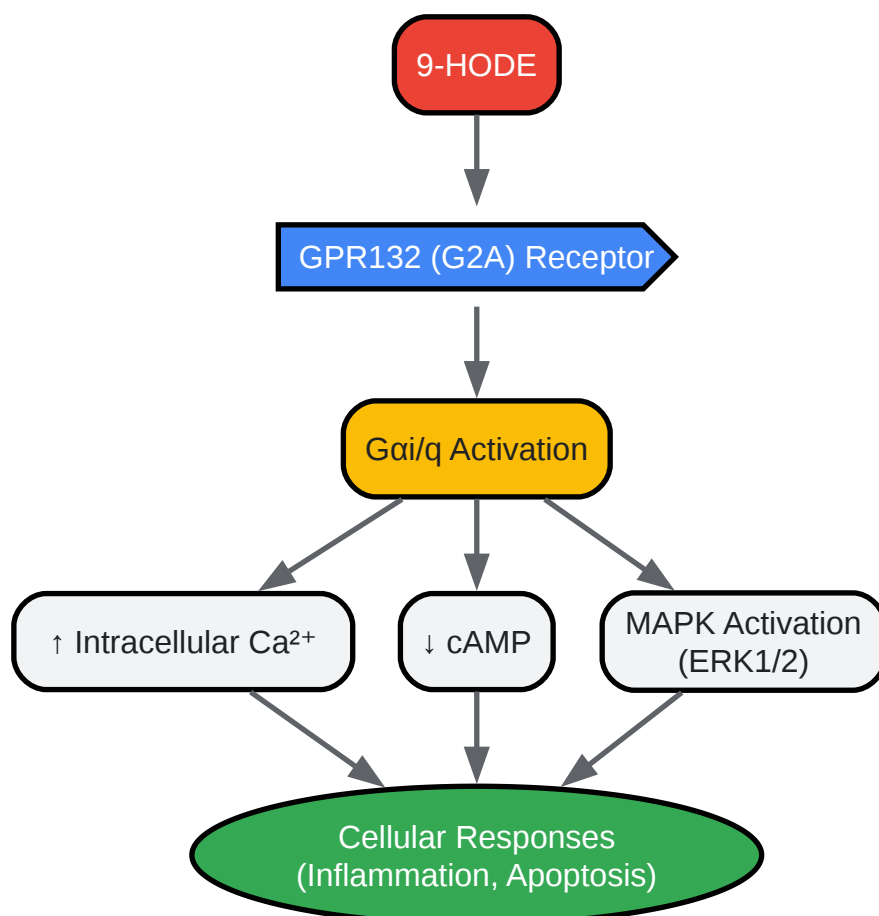 9-HODE
GPR132 (G2A) Receptor
Gαi/q Activation
↑ Intracellular Ca²⁺
↓ cAMP
MAPK Activation
(ERK1/2)
Cellular Responses
(Inflammation, Apoptosis)